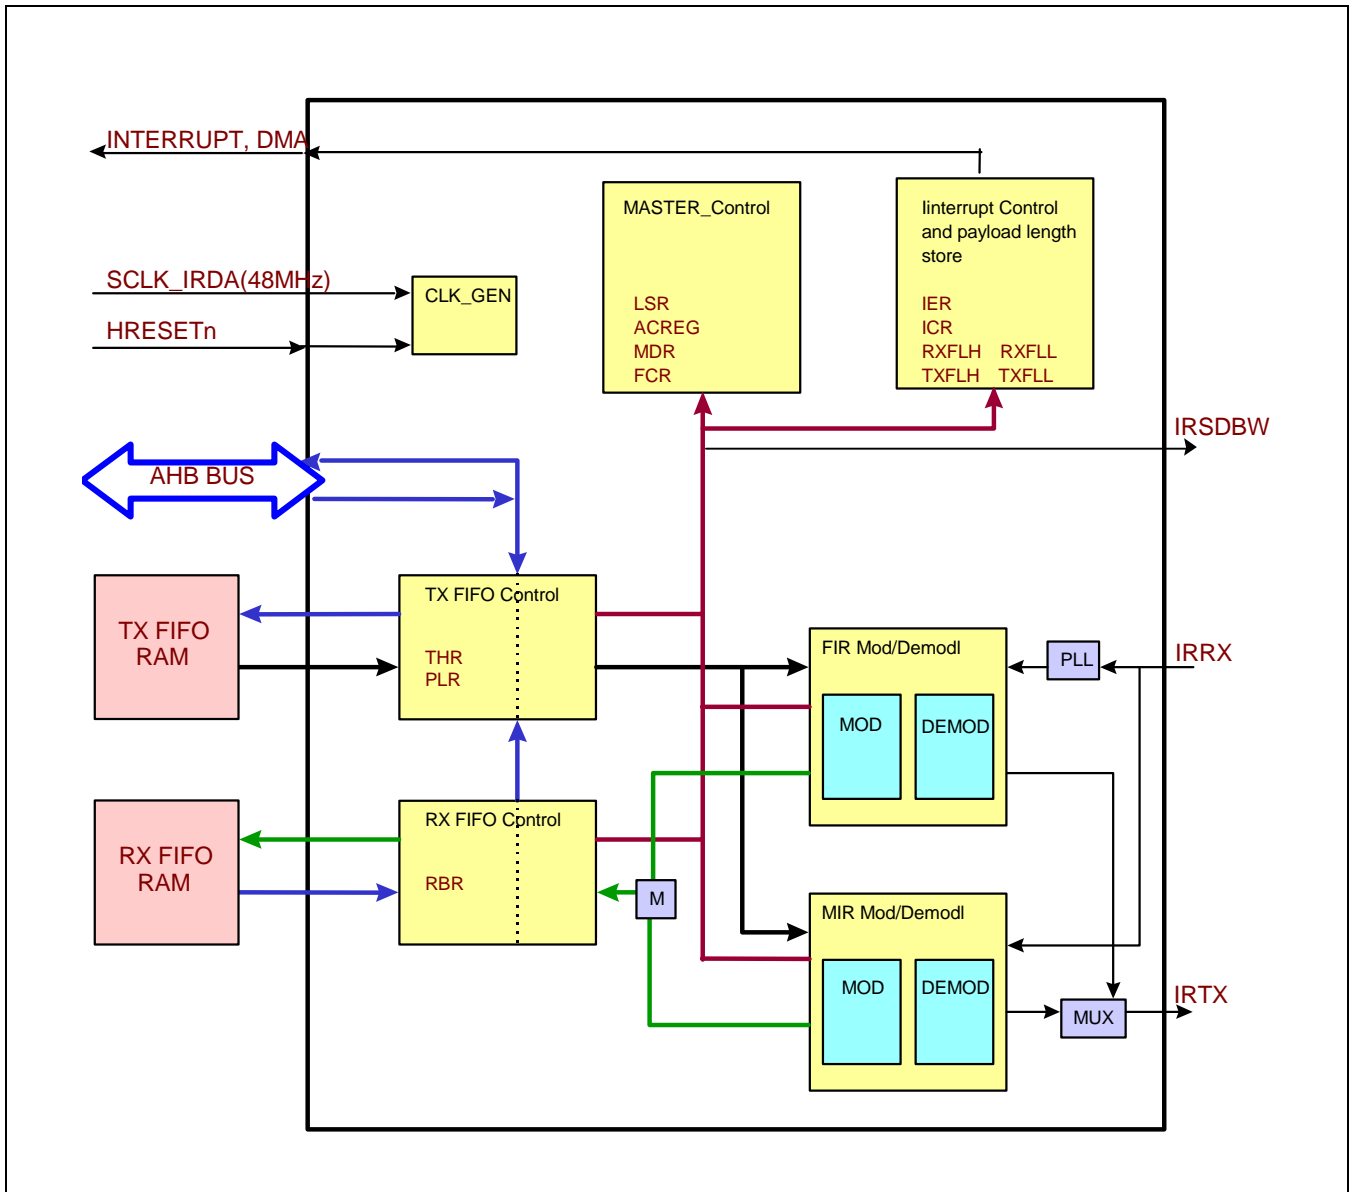 INTERRUPT, DMA
MASTER_Control
LSR
ACREG
MDR
FCR
Iinterrupt Control
and payload length
store
IER
ICR
RXFLH RXFLL
TXFLH TXFLL
SCLK_IRDA(48MHz)
HRESETn
CLK_GEN
IRSDBW
AHB BUS
TX FIFO
RAM
TX FIFO Control
THR
PLR
FIR Mod/Demodl
MOD
DEMOD
PLL
IRRX
RX FIFO
RAM
RX FIFO Control
RBR
M
MIR Mod/Demodl
MOD
DEMOD
MUX
IRTX